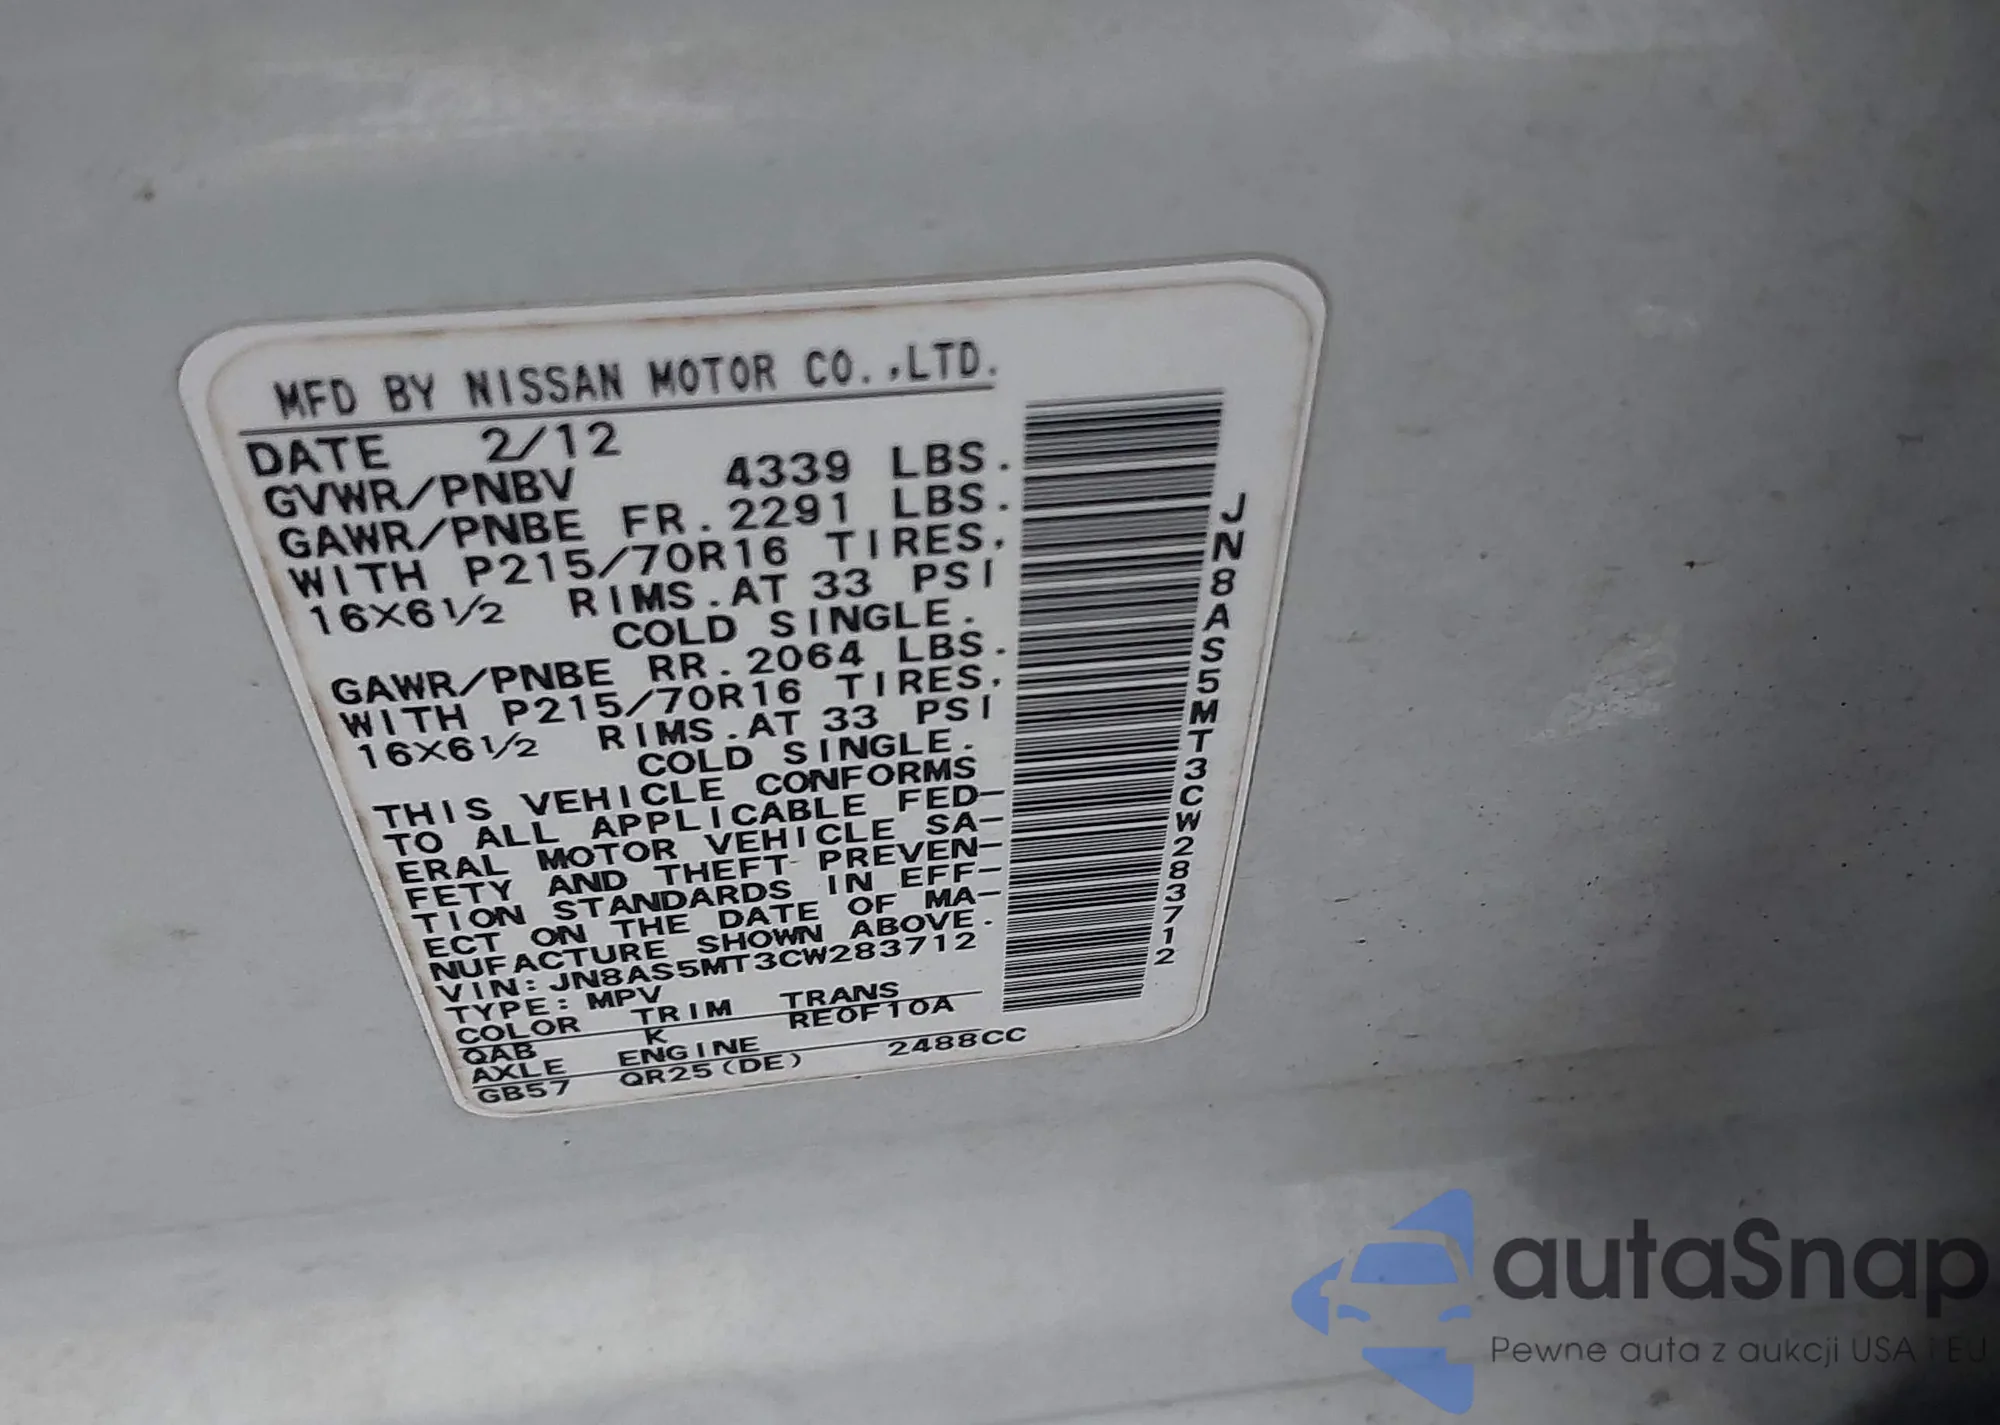 MFD BY NISSAN MOTOR CO.,LTD.
DATE 2/12
GVWR/PNBV 4339 LBS.
GAWR/PNBE FR. 2291 LBS.
WITH P215/70R16 TIRES,
16X6 1/2 RIMS.AT 33 PSI
COLD SINGLE.
GAWR/PNBE RR. 2064 LBS.
WITH P215/70R16 TIRES,
16X6 1/2 RIMS.AT 33 PSI
COLD SINGLE.
THIS VEHICLE CONFORMS
TO ALL APPLICABLE FED-
ERAL MOTOR VEHICLE SA-
FETY AND THEFT PREVEN-
TION STANDARDS IN EFF-
ECT ON THE DATE OF MA-
NUFACTURE SHOWN ABOVE.
VIN: JN8AS5MT3CW283712
TYPE: MPV
COLOR TRIM TRANS
QAB K RE0F10A
AXLE ENGINE
GB57 QR25(DE) 2488CC
JN8AS5MT3CW283712
autaSnap
Pewne auta z aukcji USA i EU